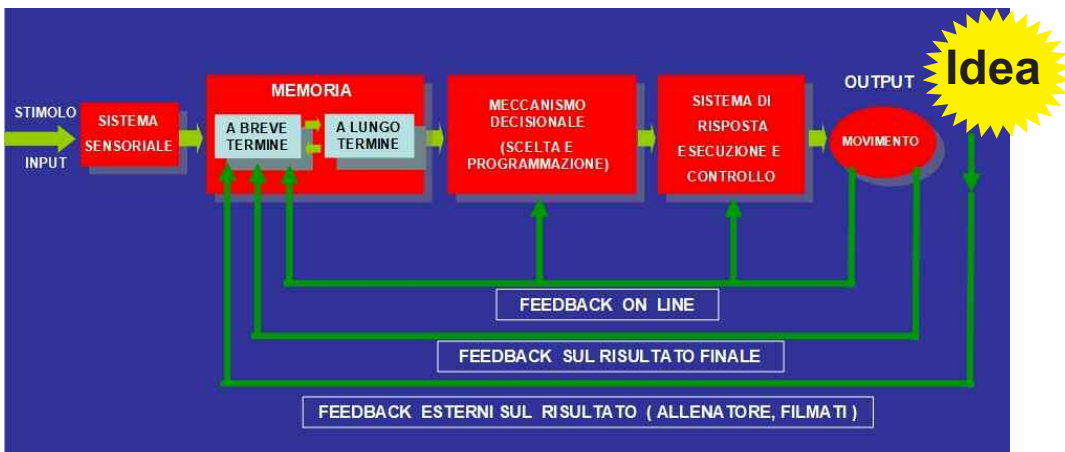 STIMOLO
INPUT
SISTEMA
SENSORIALE
MEMORIA
A BREVE
TERMINE
A LUNGO
TERMINE
MECCANISMO
DECISIONALE
(SCELTA E
PROGRAMMAZIONE)
SISTEMA DI
RISPOSTA
ESECUZIONE E
CONTROLLO
OUTPUT
MOVIMENTO
Idea
FEEDBACK ON LINE
FEEDBACK SUL RISULTATO FINALE
FEEDBACK ESTERNI SUL RISULTATO ( ALLENATORE, FILMATI )